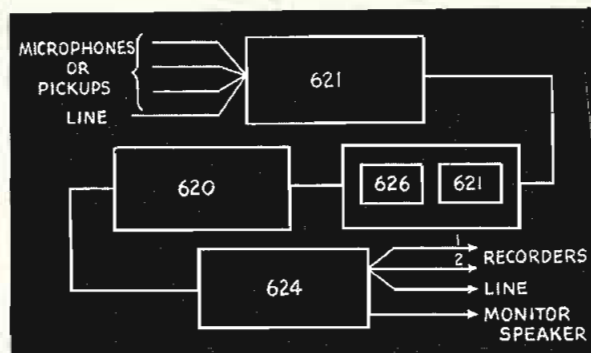 MICROPHONES
OR
PICKUPS
LINE
621
620
626
621
624
1
2
RECORDERS
LINE
MONITOR
SPEAKER